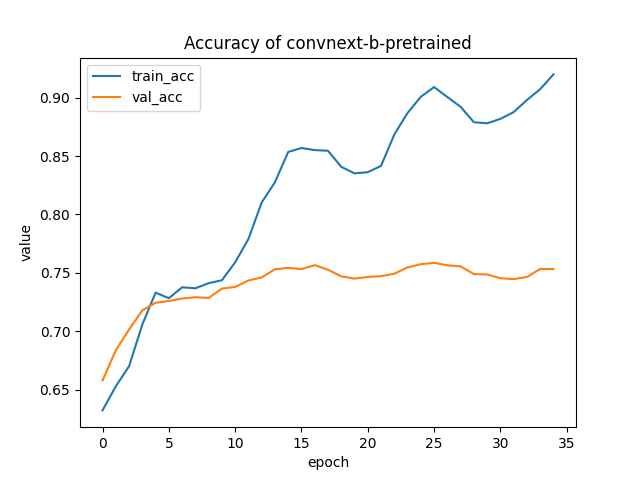 Accuracy of convnext-b-pretrained
train_acc
val_acc
0.90
0.85
0.80
0.75
0.70
0.65
value
0 5 10 15 20 25 30 35
epoch